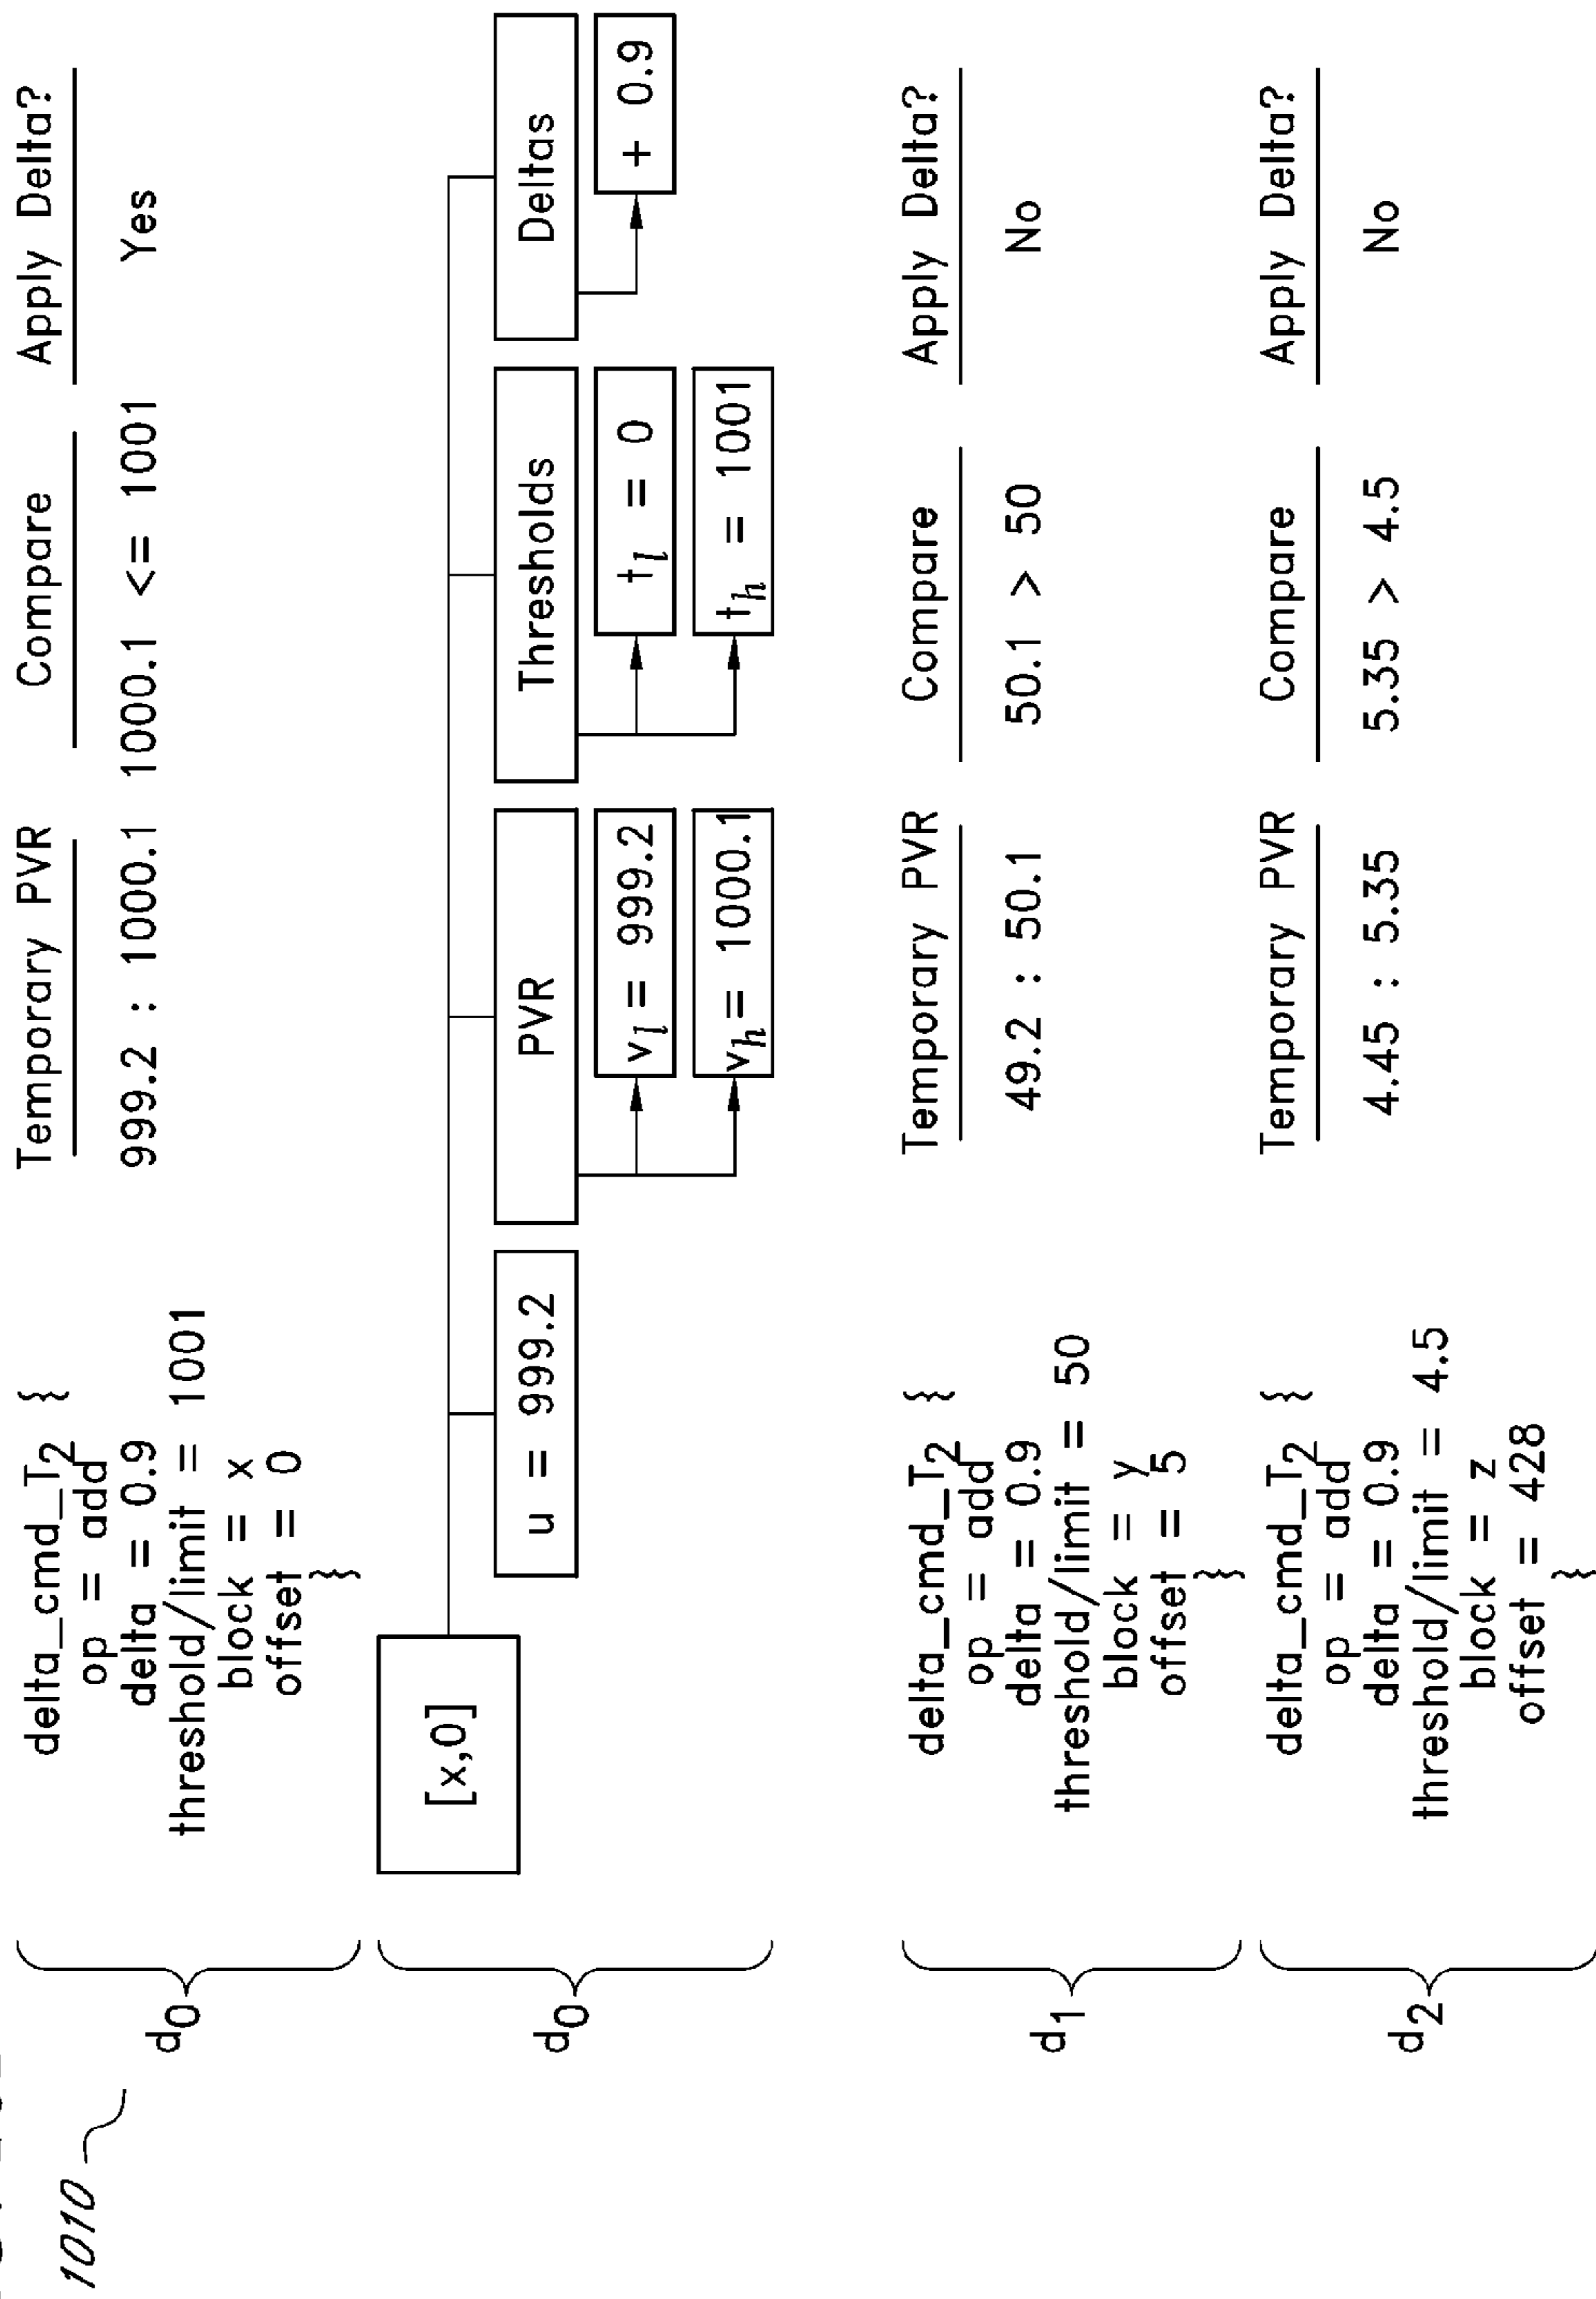 1010
d0
delta_cmd_T2 {
op = add
delta = 0.9
threshold/limit = 1001
block = x
offset = 0
}
Temporary PVR
999.2 : 1000.1
Compare
1000.1 <= 1001
Apply Delta?
Yes
d0
[x,0]
u = 999.2
PVR
vl = 999.2
vh = 1000.1
Thresholds
tl = 0
th = 1001
Deltas
+ 0.9
d1
delta_cmd_T2 {
op = add
delta = 0.9
threshold/limit = 50
block = y
offset = 5
}
Temporary PVR
49.2 : 50.1
Compare
50.1 > 50
Apply Delta?
No
d2
delta_cmd_T2 {
op = add
delta = 0.9
threshold/limit = 4.5
block = z
offset = 428
}
Temporary PVR
4.45 : 5.35
Compare
5.35 > 4.5
Apply Delta?
No